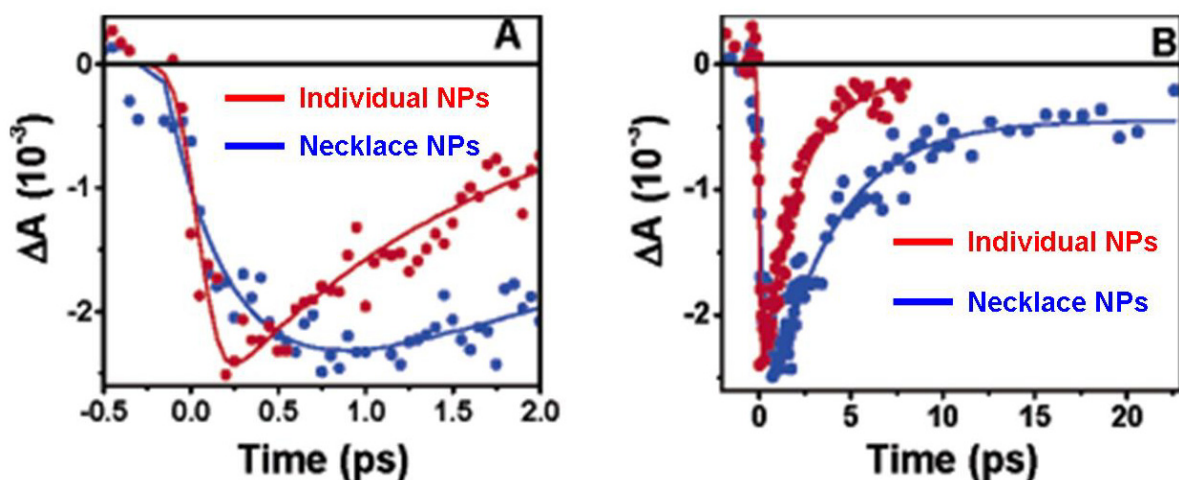 A
0
-1
-2
ΔA (10⁻³)
Individual NPs
Necklace NPs
-0.5 0.0 0.5 1.0 1.5 2.0
Time (ps)
B
0
-1
-2
ΔA (10⁻³)
Individual NPs
Necklace NPs
0 5 10 15 20
Time (ps)